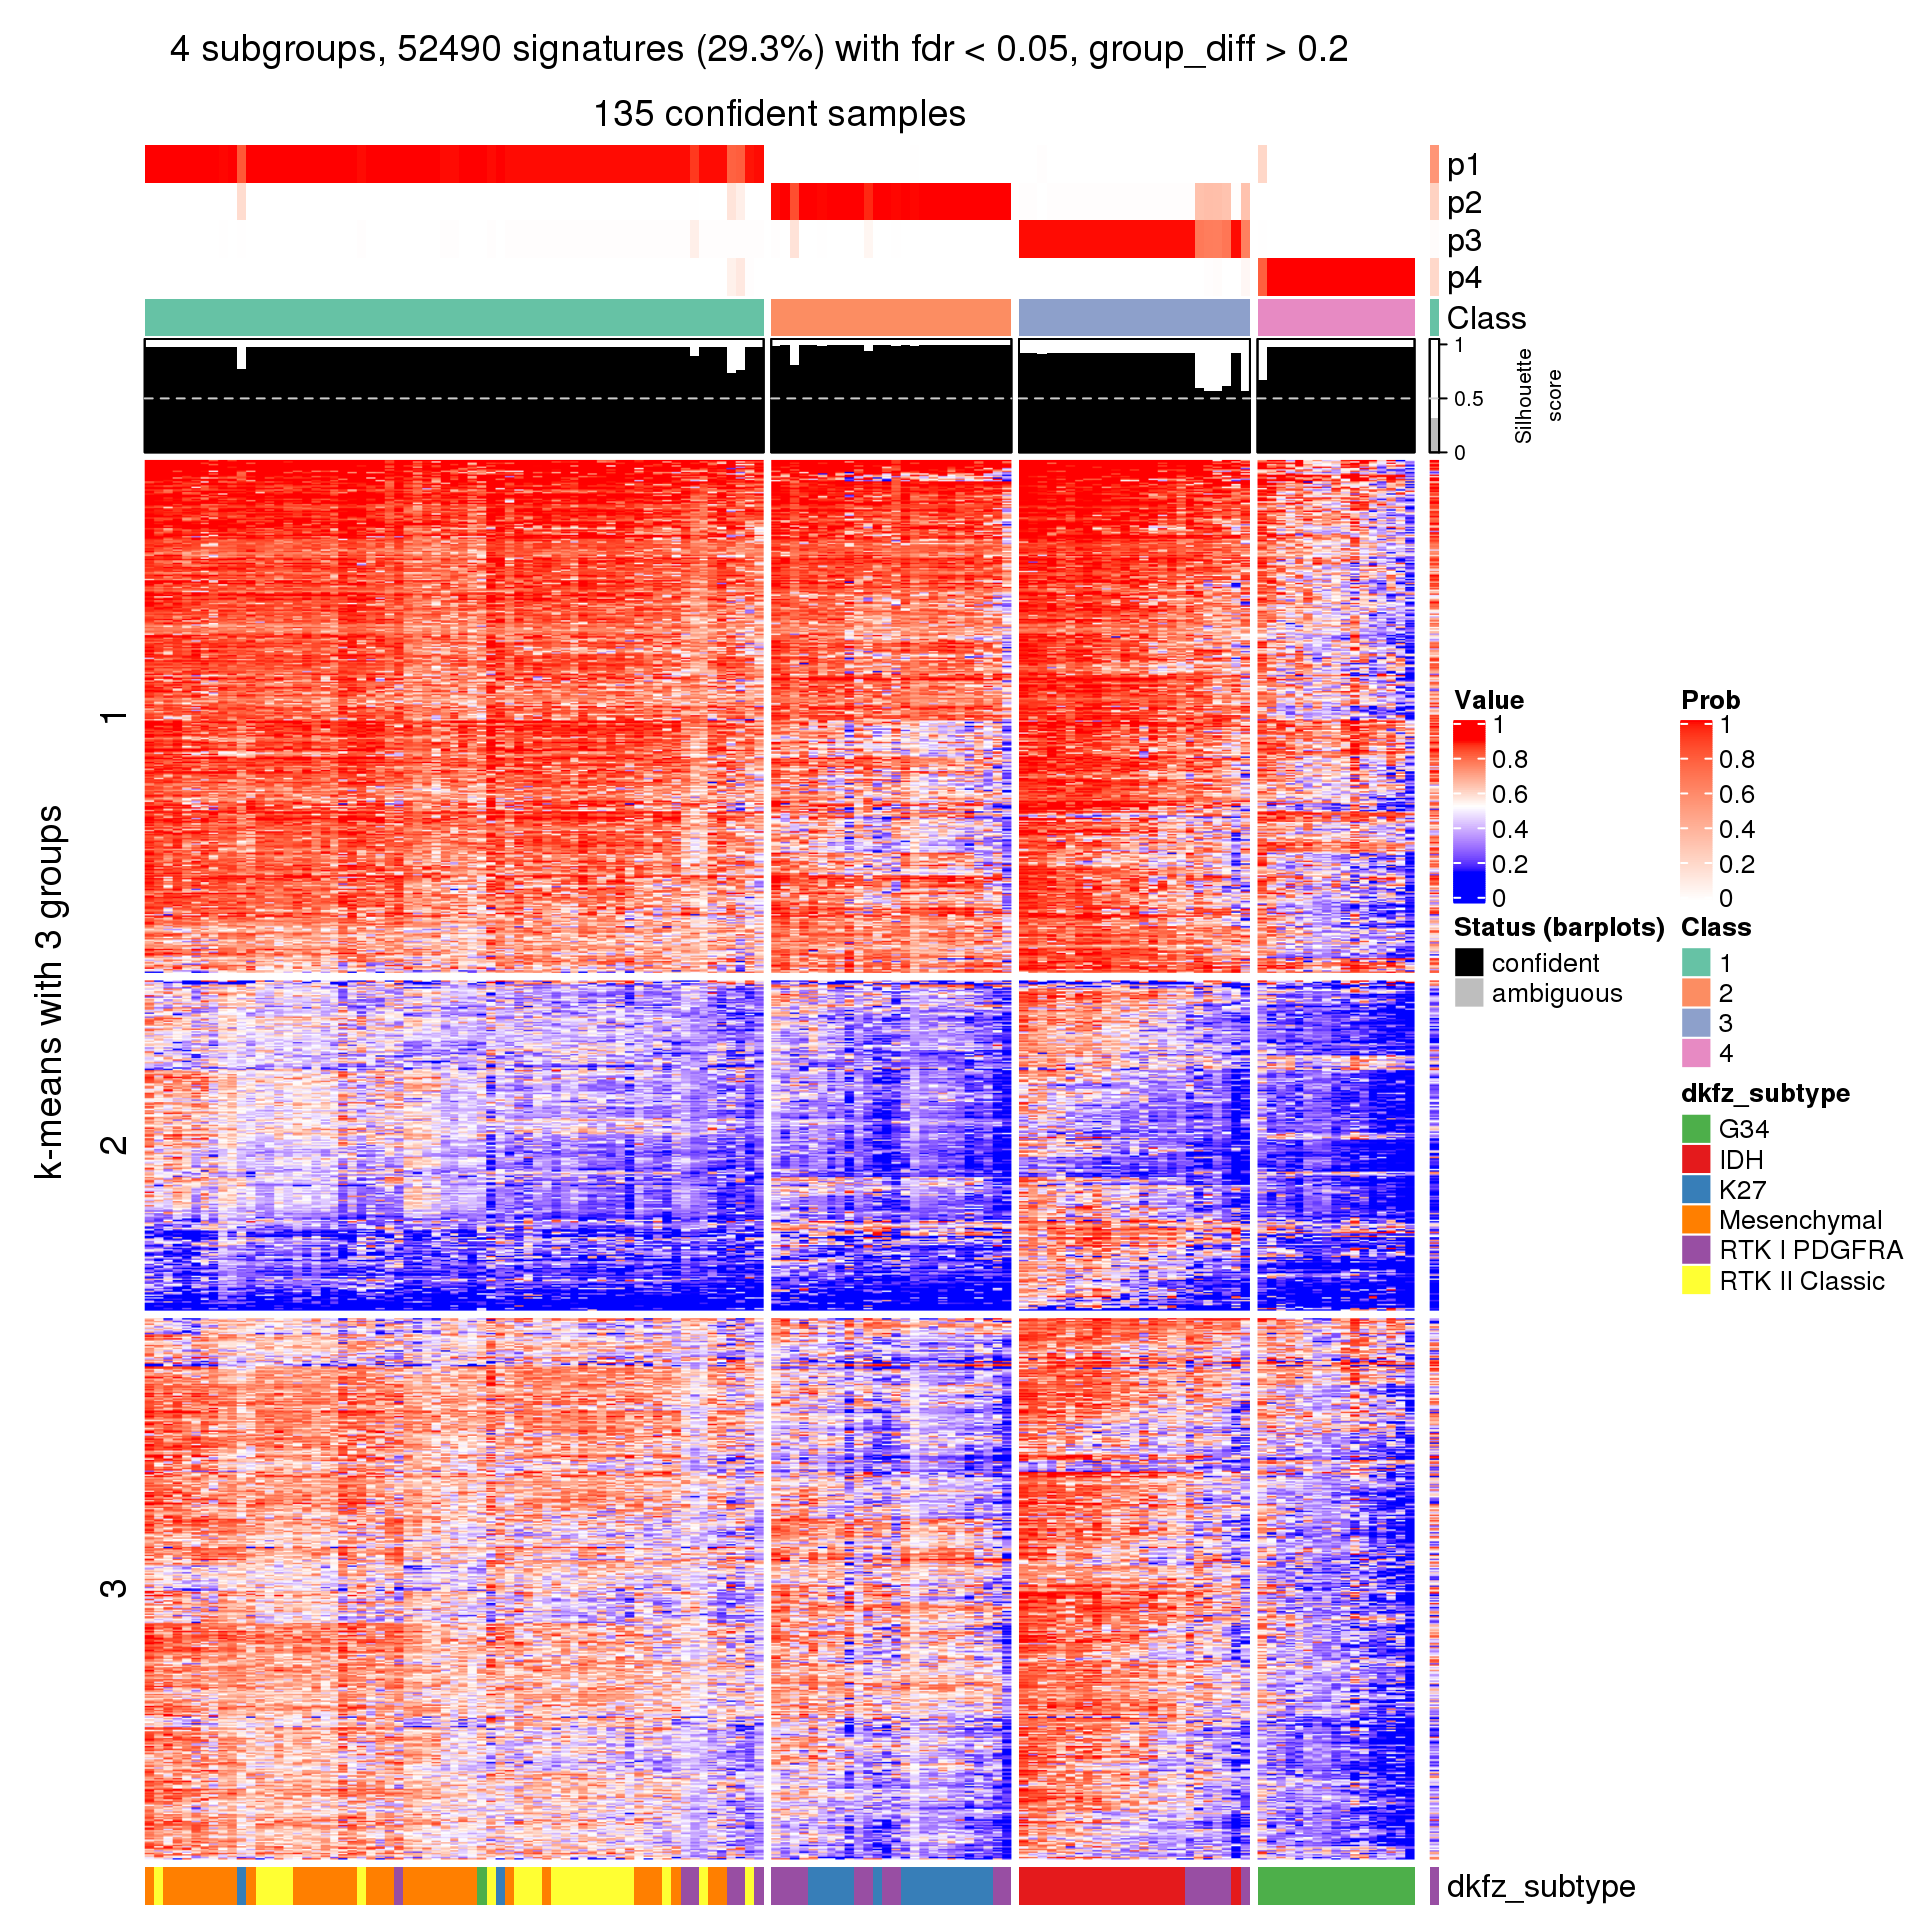 4 subgroups, 52490 signatures (29.3%) with fdr < 0.05, group_diff > 0.2
135 confident samples
p1
p2
p3
p4
Class
1
0.5
0
Silhouette
score
k-means with 3 groups
1
2
3
Value
1
0.8
0.6
0.4
0.2
0
Prob
1
0.8
0.6
0.4
0.2
0
Status (barplots)
confident
ambiguous
Class
1
2
3
4
dkfz_subtype
G34
IDH
K27
Mesenchymal
RTK I PDGFRA
RTK II Classic
dkfz_subtype